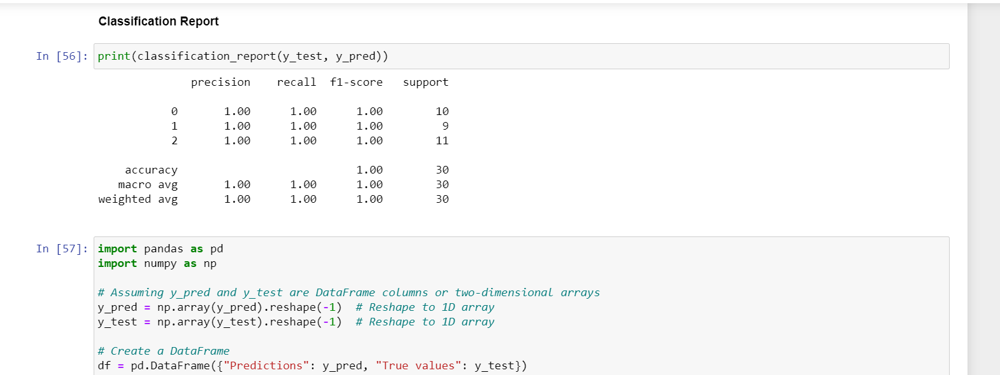 Classification Report
In [56]: print(classification_report(y_test, y_pred))
precision recall f1-score support
0 1.00 1.00 1.00 10
1 1.00 1.00 1.00 9
2 1.00 1.00 1.00 11
accuracy 1.00 30
macro avg 1.00 1.00 1.00 30
weighted avg 1.00 1.00 1.00 30
In [57]: import pandas as pd
import numpy as np
# Assuming y_pred and y_test are DataFrame columns or two-dimensional arrays
y_pred = np.array(y_pred).reshape(-1)  # Reshape to 1D array
y_test = np.array(y_test).reshape(-1)  # Reshape to 1D array
# Create a DataFrame
df = pd.DataFrame({"Predictions": y_pred, "True values": y_test})